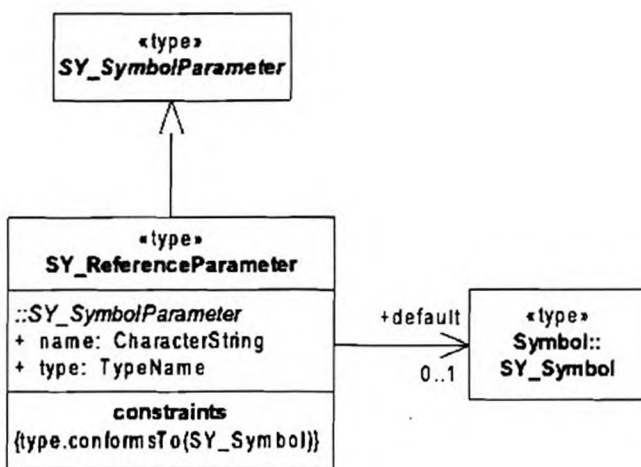 «type»
SY_SymbolParameter
«type»
SY_ReferenceParameter
::SY_SymbolParameter
+ name: CharacterString
+ type: TypeName
constraints
{type.conformsTo(SY_Symbol)}
+default
0..1
«type»
Symbol::
SY_Symbol